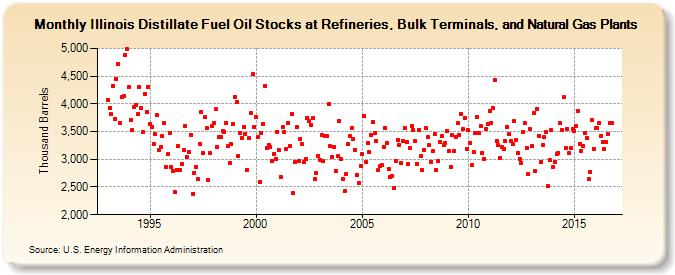 Monthly Illinois Distillate Fuel Oil Stocks at Refineries, Bulk Terminals, and Natural Gas Plants
Thousand Barrels
5,000
4,500
4,000
3,500
3,000
2,500
2,000
1995 2000 2005 2010 2015
Source: U.S. Energy Information Administration